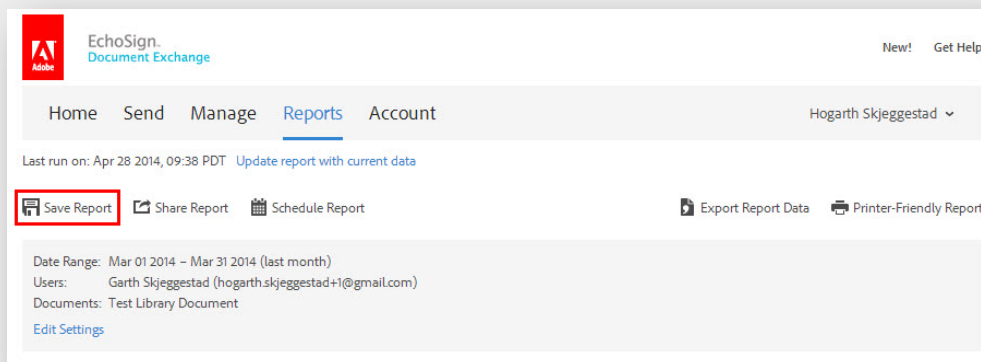 Adobe
EchoSign™
Document Exchange
New! Get Help
Home Send Manage Reports Account
Hogarth Skjeggestad
Last run on: Apr 28 2014, 09:38 PDT Update report with current data
Save Report Share Report Schedule Report
Export Report Data Printer-Friendly Report
Date Range: Mar 01 2014 – Mar 31 2014 (last month)
Users: Garth Skjeggestad (hogarth.skjeggestad+1@gmail.com)
Documents: Test Library Document
Edit Settings